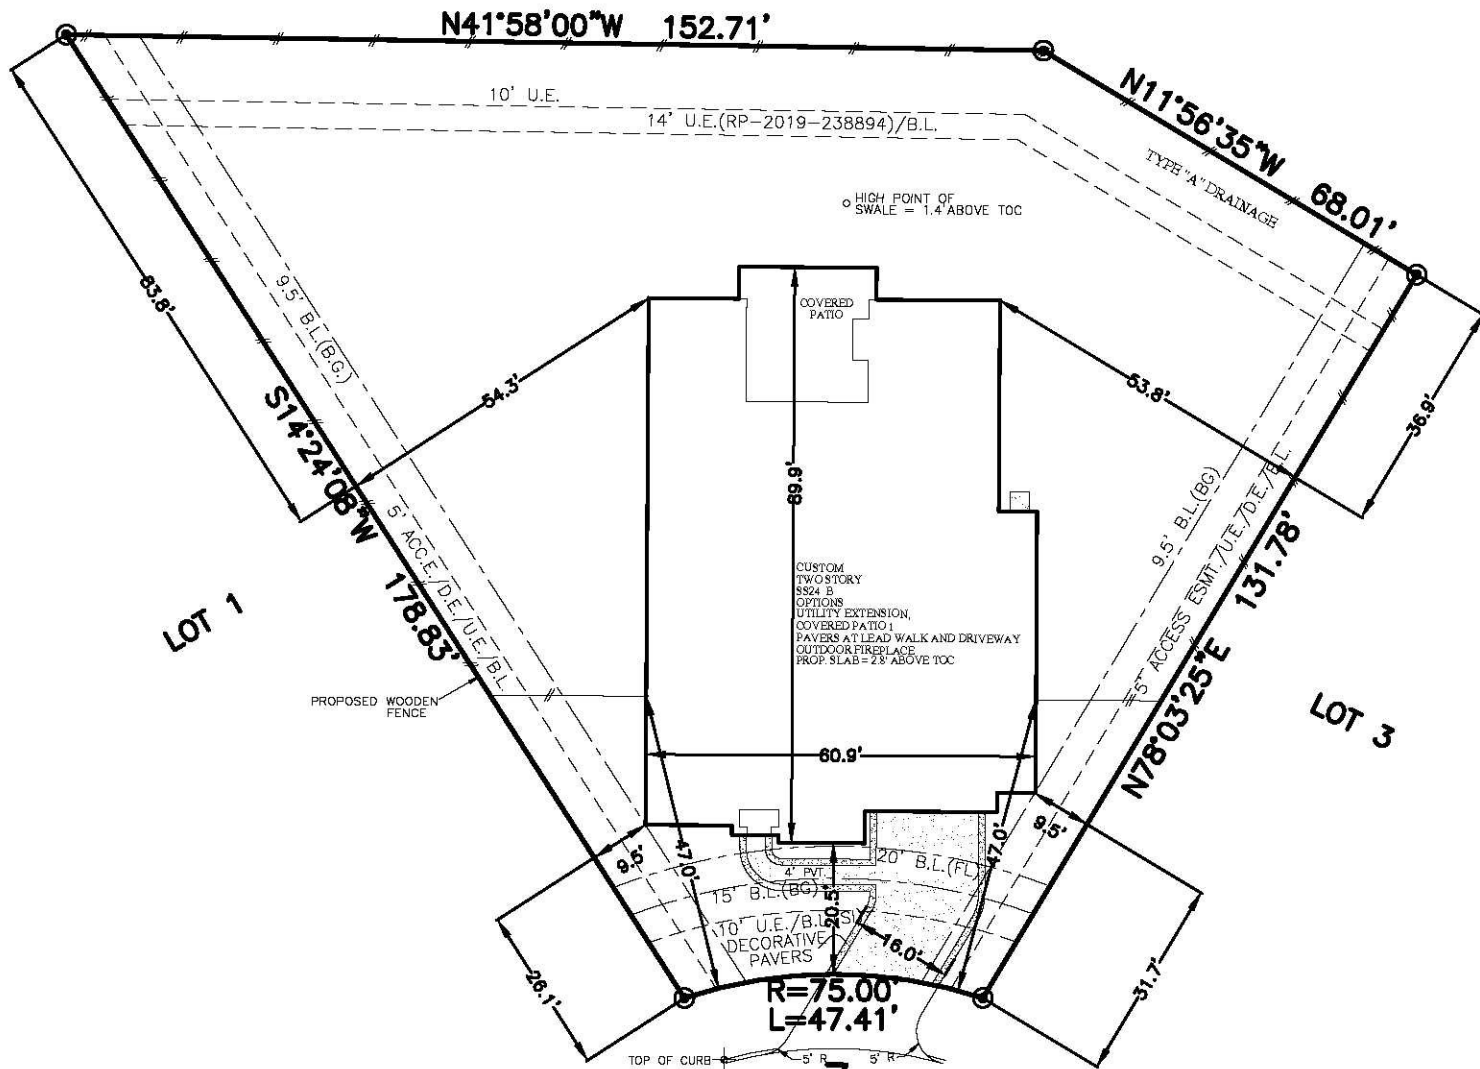 N41°58'00"W 152.71'
N11°56'35"W 68.01'
10' U.E.
14' U.E.(RP-2019-238894)/B.L.
TYPE "A" DRAINAGE
HIGH POINT OF
SWALE = 1.4' ABOVE TOC
83.8'
9.5' B.L.(B.G.)
COVERED
PATIO
54.3'
53.8'
36.9'
S14°24'08"W 178.83'
69.9'
9.5' B.L.(BG)
5' ACC.E./D.E./U.E./B.L.
5' ACCESS ESMT./U.E./D.E./B.L.
N78°03'25"E 131.78'
LOT 1
CUSTOM
TWO STORY
SS24 B
OPTIONS
UTILITY EXTENSION,
COVERED PATIO 1
PAVERS AT LEAD WALK AND DRIVEWAY
OUTDOOR FIREPLACE
PROP. SLAB = 2.8' ABOVE TOC
LOT 3
PROPOSED WOODEN
FENCE
60.9'
9.5'
47.0'
47.0'
9.5'
20' B.L.(FL)
4' PVT.
15' B.L.(BG)
20.5'
10' U.E./B.L.
DECORATIVE
PAVERS
16.0'
26.1'
31.7'
R=75.00'
L=47.41'
TOP OF CURB
5' R
5' R